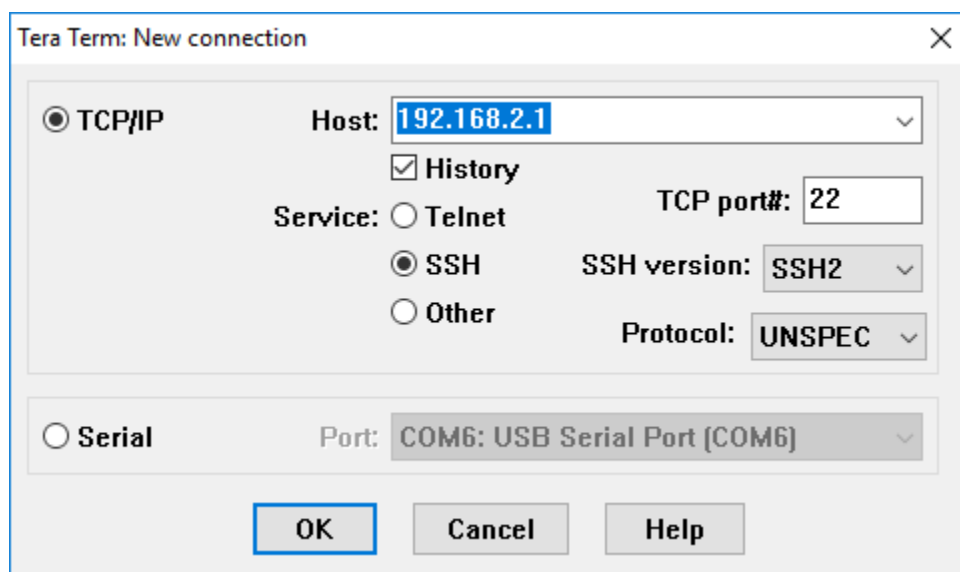 Tera Term: New connection
TCP/IP
Host: 192.168.2.1
History
Service: Telnet
TCP port#: 22
SSH
SSH version: SSH2
Other
Protocol: UNSPEC
Serial
Port: COM6: USB Serial Port (COM6)
OK Cancel Help